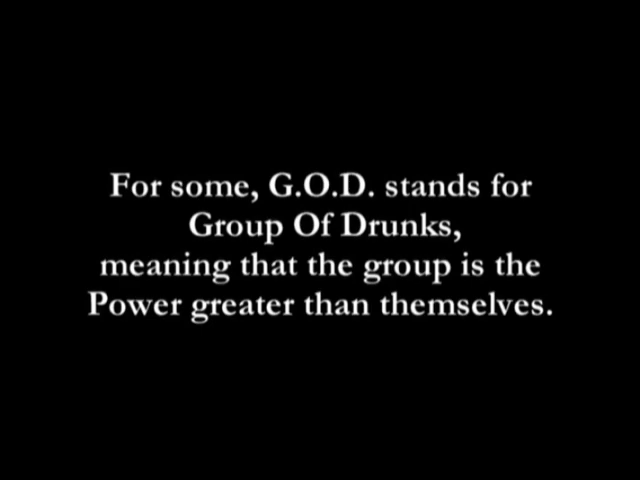 For some, G.O.D. stands for
Group Of Drunks,
meaning that the group is the
Power greater than themselves.